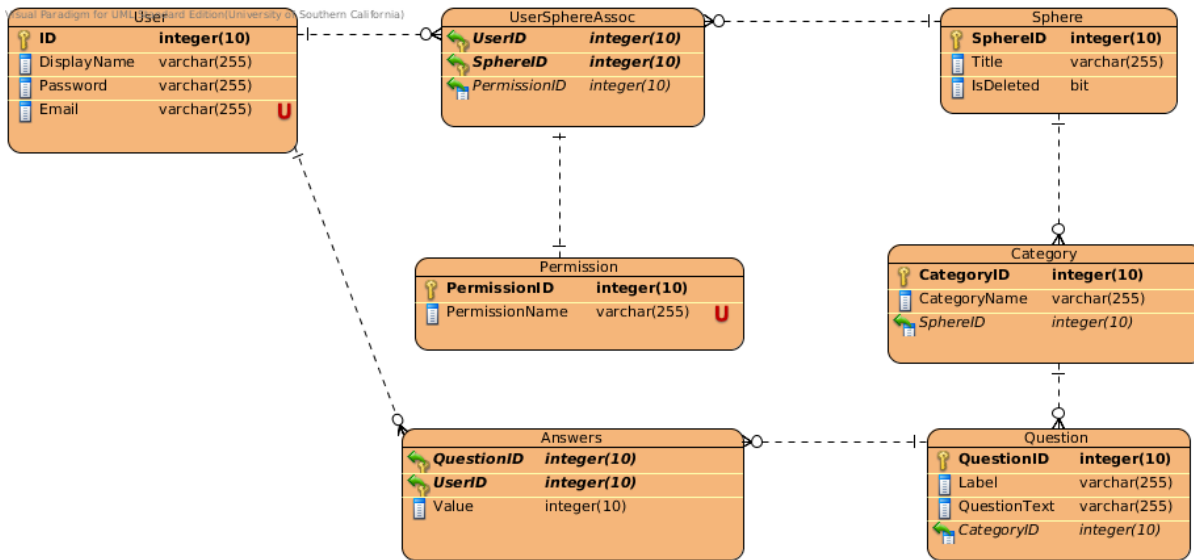 Visual Paradigm for UML Standard Edition(University of Southern California)
User
ID integer(10)
DisplayName varchar(255)
Password varchar(255)
Email varchar(255) U
UserSphereAssoc
UserID integer(10)
SphereID integer(10)
PermissionID integer(10)
Sphere
SphereID integer(10)
Title varchar(255)
IsDeleted bit
Permission
PermissionID integer(10)
PermissionName varchar(255) U
Category
CategoryID integer(10)
CategoryName varchar(255)
SphereID integer(10)
Answers
QuestionID integer(10)
UserID integer(10)
Value integer(10)
Question
QuestionID integer(10)
Label varchar(255)
QuestionText varchar(255)
CategoryID integer(10)